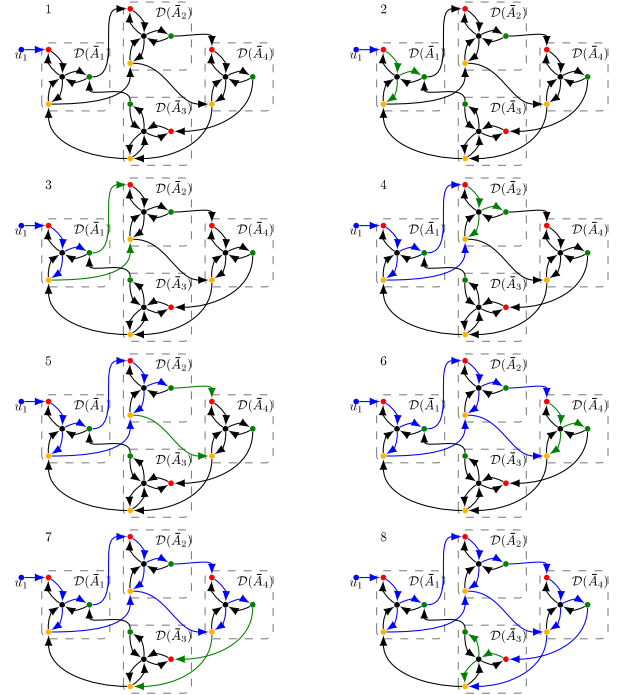 1
𝒟(Ā₂)
𝒟(Ā₁)
𝒟(Ā₄)
u₁
𝒟(Ā₃)
2
𝒟(Ā₂)
𝒟(Ā₁)
𝒟(Ā₄)
u₁
𝒟(Ā₃)
3
𝒟(Ā₂)
𝒟(Ā₁)
𝒟(Ā₄)
u₁
𝒟(Ā₃)
4
𝒟(Ā₂)
𝒟(Ā₁)
𝒟(Ā₄)
u₁
𝒟(Ā₃)
5
𝒟(Ā₂)
𝒟(Ā₁)
𝒟(Ā₄)
u₁
𝒟(Ā₃)
6
𝒟(Ā₂)
𝒟(Ā₁)
𝒟(Ā₄)
u₁
𝒟(Ā₃)
7
𝒟(Ā₂)
𝒟(Ā₁)
𝒟(Ā₄)
u₁
𝒟(Ā₃)
8
𝒟(Ā₂)
𝒟(Ā₁)
𝒟(Ā₄)
u₁
𝒟(Ā₃)